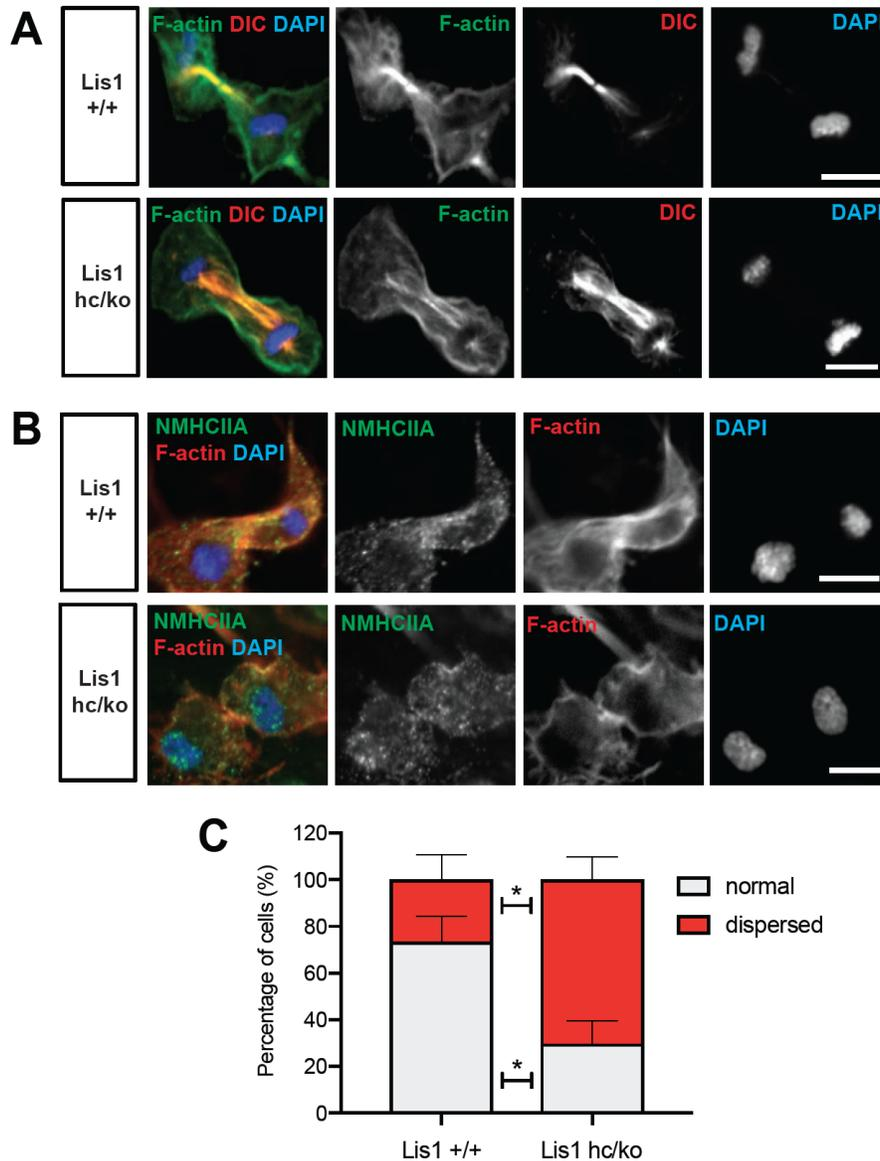 A
Lis1
+/+
F-actin DIC DAPI
F-actin
DIC
DAPI
Lis1
hc/ko
F-actin DIC DAPI
F-actin
DIC
DAPI
B
Lis1
+/+
NMHCIIA
F-actin DAPI
NMHCIIA
F-actin
DAPI
Lis1
hc/ko
NMHCIIA
F-actin DAPI
NMHCIIA
F-actin
DAPI
C
Percentage of cells (%)
120
100
80
60
40
20
0
*
*
normal
dispersed
Lis1 +/+
Lis1 hc/ko